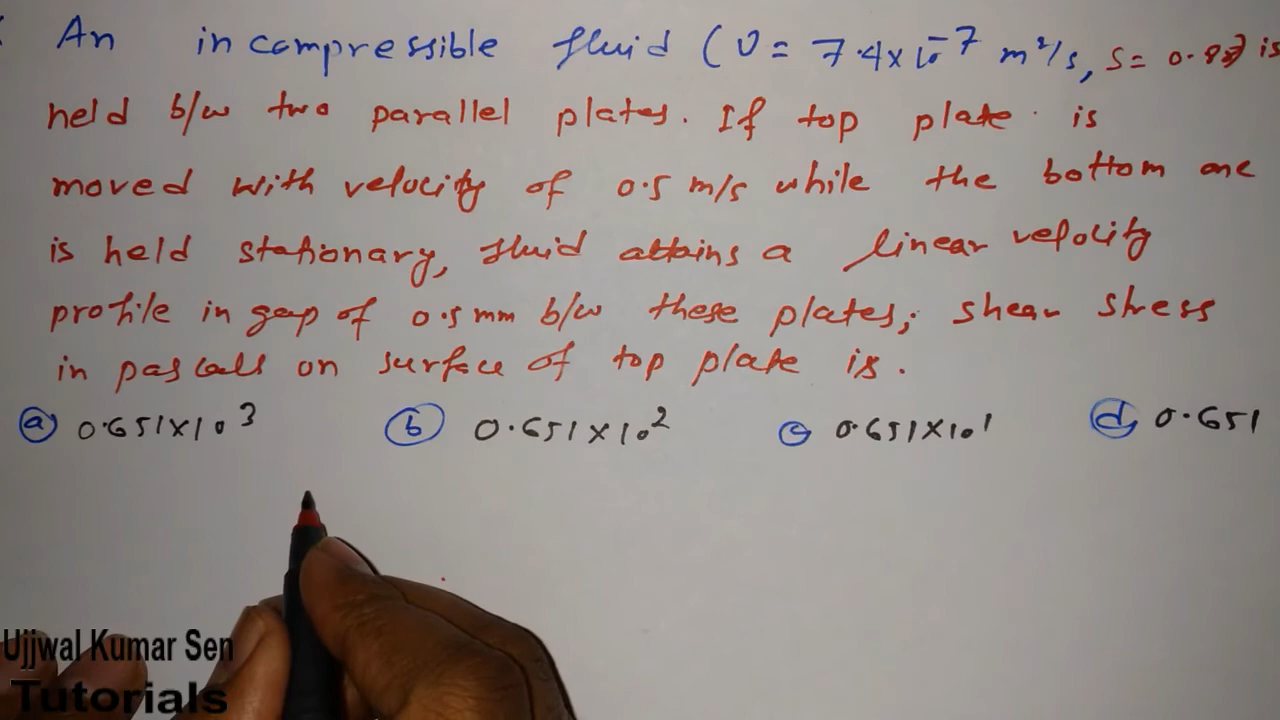 An incompressible fluid (υ = 7.4×10⁻⁷ m²/s, S = 0.88) is
held b/w two parallel plates. If top plate is
moved with velocity of 0.5 m/s while the bottom one
is held stationary, fluid attains a linear velocity
profile in gap of 0.5 mm b/w these plates; shear stress
in pascals on surface of top plate is.
a 0.651×10³ b 0.651×10² c 0.651×10¹ d 0.651
Ujjwal Kumar Sen
Tutorials